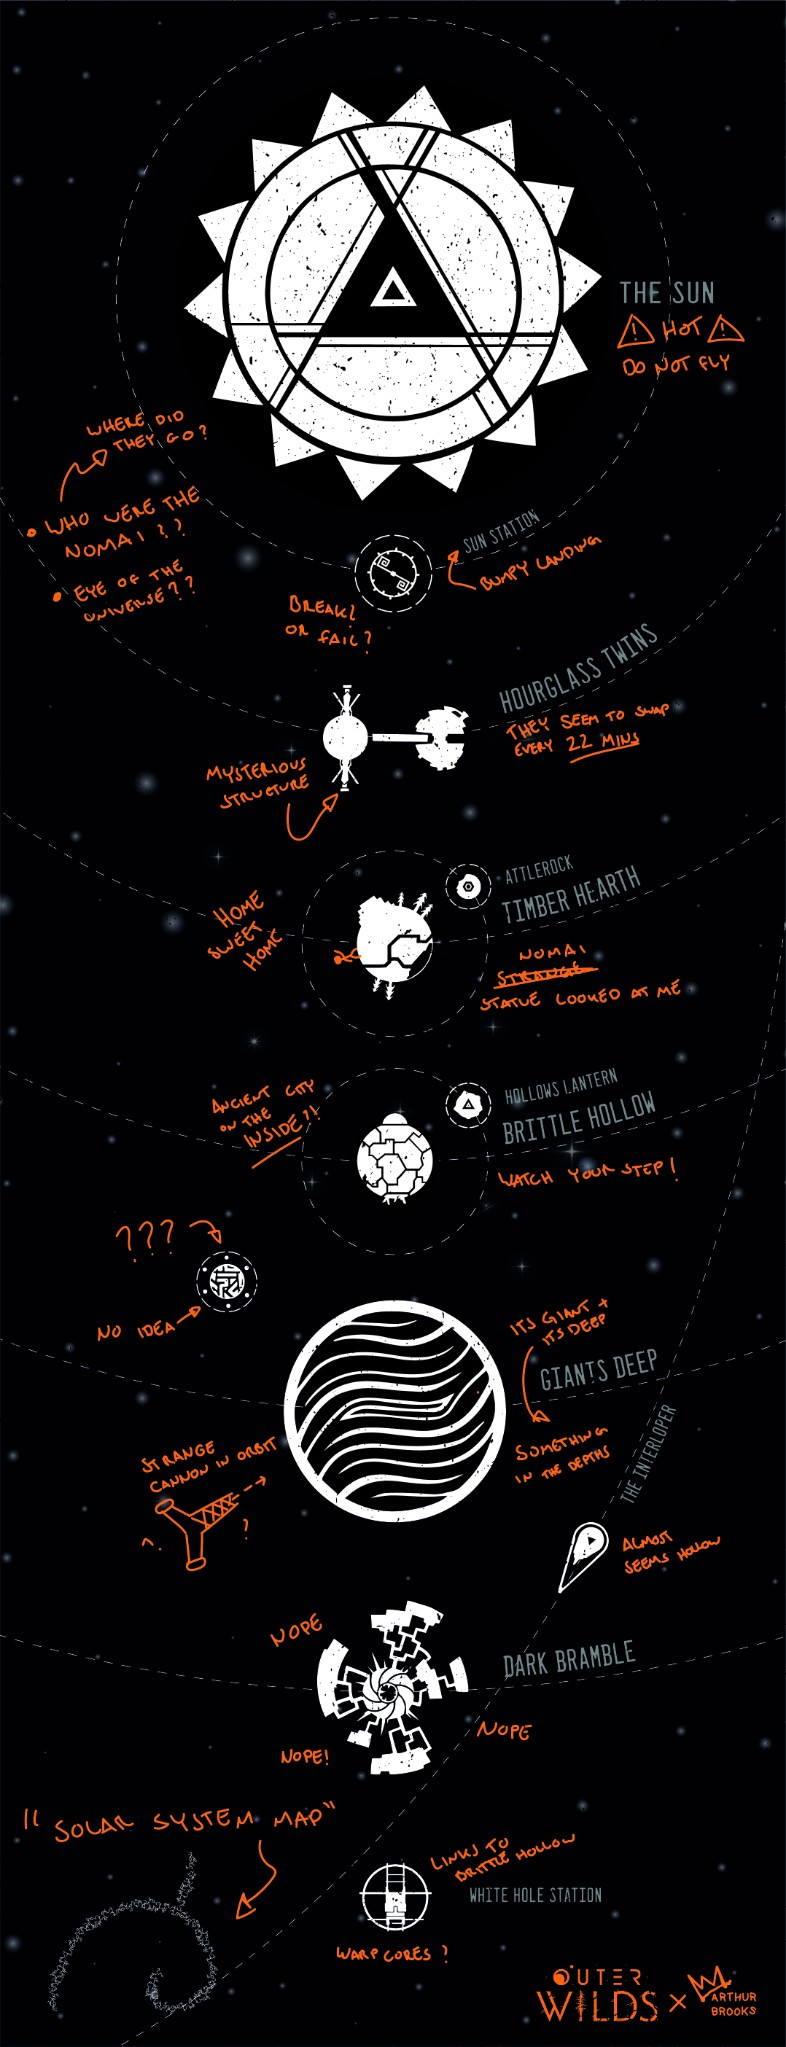 THE SUN
HOT
DO NOT FLY
WHERE DID
THEY GO?
• WHO WERE THE
NOMAI??
• EYE OF THE
UNIVERSE??
SUN STATION
BUMPY LANDING
BREAK?
OR FAIL?
HOURGLASS TWINS
THEY SEEM TO SWAP
EVERY 22 MINS
MYSTERIOUS
STRUCTURE
ATTLEROCK
TIMBER HEARTH
HOME
SWEET
HOME
NOMAI
STRANGE
STATUE LOOKED AT ME
HOLLOWS LANTERN
BRITTLE HOLLOW
ANCIENT CITY
ON THE
INSIDE?!
WATCH YOUR STEP!
???
NO IDEA
ITS GIANT +
ITS DEEP
GIANTS DEEP
SOMETHING
IN THE DEPTHS
STRANGE
CANNON IN ORBIT
? ?
THE INTERLOPER
ALMOST
SEEMS HOLLOW
NOPE
DARK BRAMBLE
NOPE
NOPE!
"SOLAR SYSTEM MAP"
LINKS TO
BRITTLE HOLLOW
WHITE HOLE STATION
WARP CORES?
OUTER
WILDS × ARTHUR
BROOKS